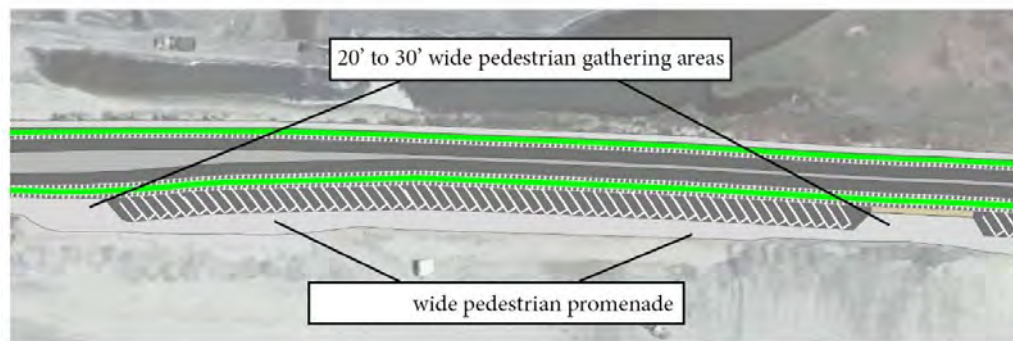 20’ to 30’ wide pedestrian gathering areas
wide pedestrian promenade